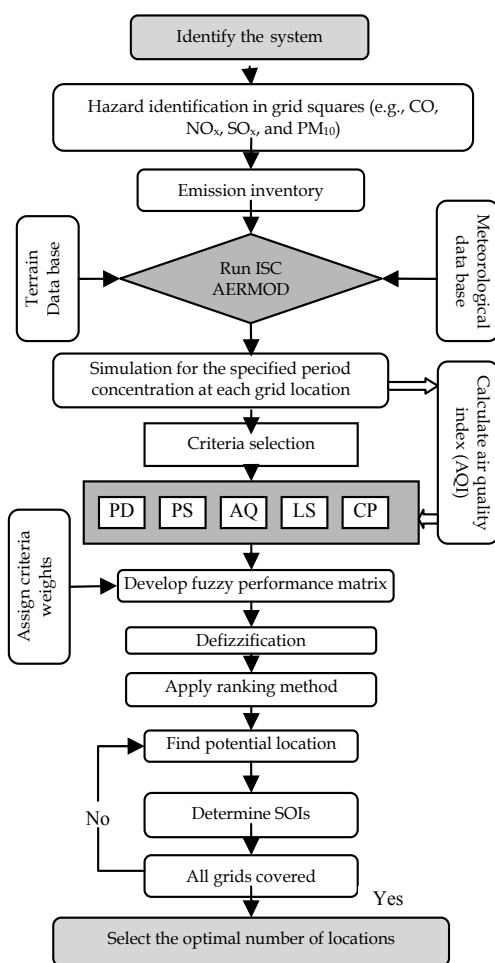 Identify the system
Hazard identification in grid squares (e.g., CO,
NOₓ, SOₓ, and PM₁₀)
Emission inventory
Terrain
Data base
Run ISC
AERMOD
Meteorological
data base
Simulation for the specified period
concentration at each grid location
Calculate air quality
index (AQI)
Criteria selection
PD
PS
AQ
LS
CP
Assign criteria
weights
Develop fuzzy performance matrix
Defizzification
Apply ranking method
Find potential location
No
Determine SOIs
All grids covered
Yes
Select the optimal number of locations